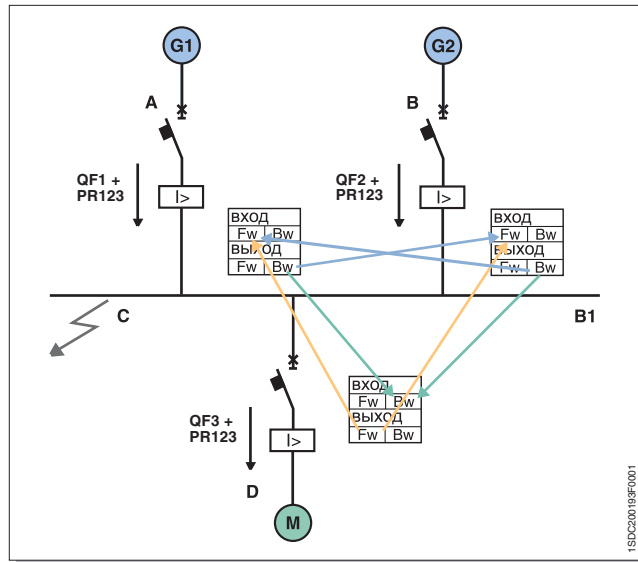 G1
G2
A
B
QF1 +
PR123
I>
QF2 +
PR123
I>
ВХОД
Fw Bw
ВЫХОД
Fw Bw
ВХОД
Fw Bw
ВЫХОД
Fw Bw
C
B1
ВХОД
Fw Bw
ВЫХОД
Fw Bw
QF3 +
PR123
I>
D
M
1SDC200193F0001